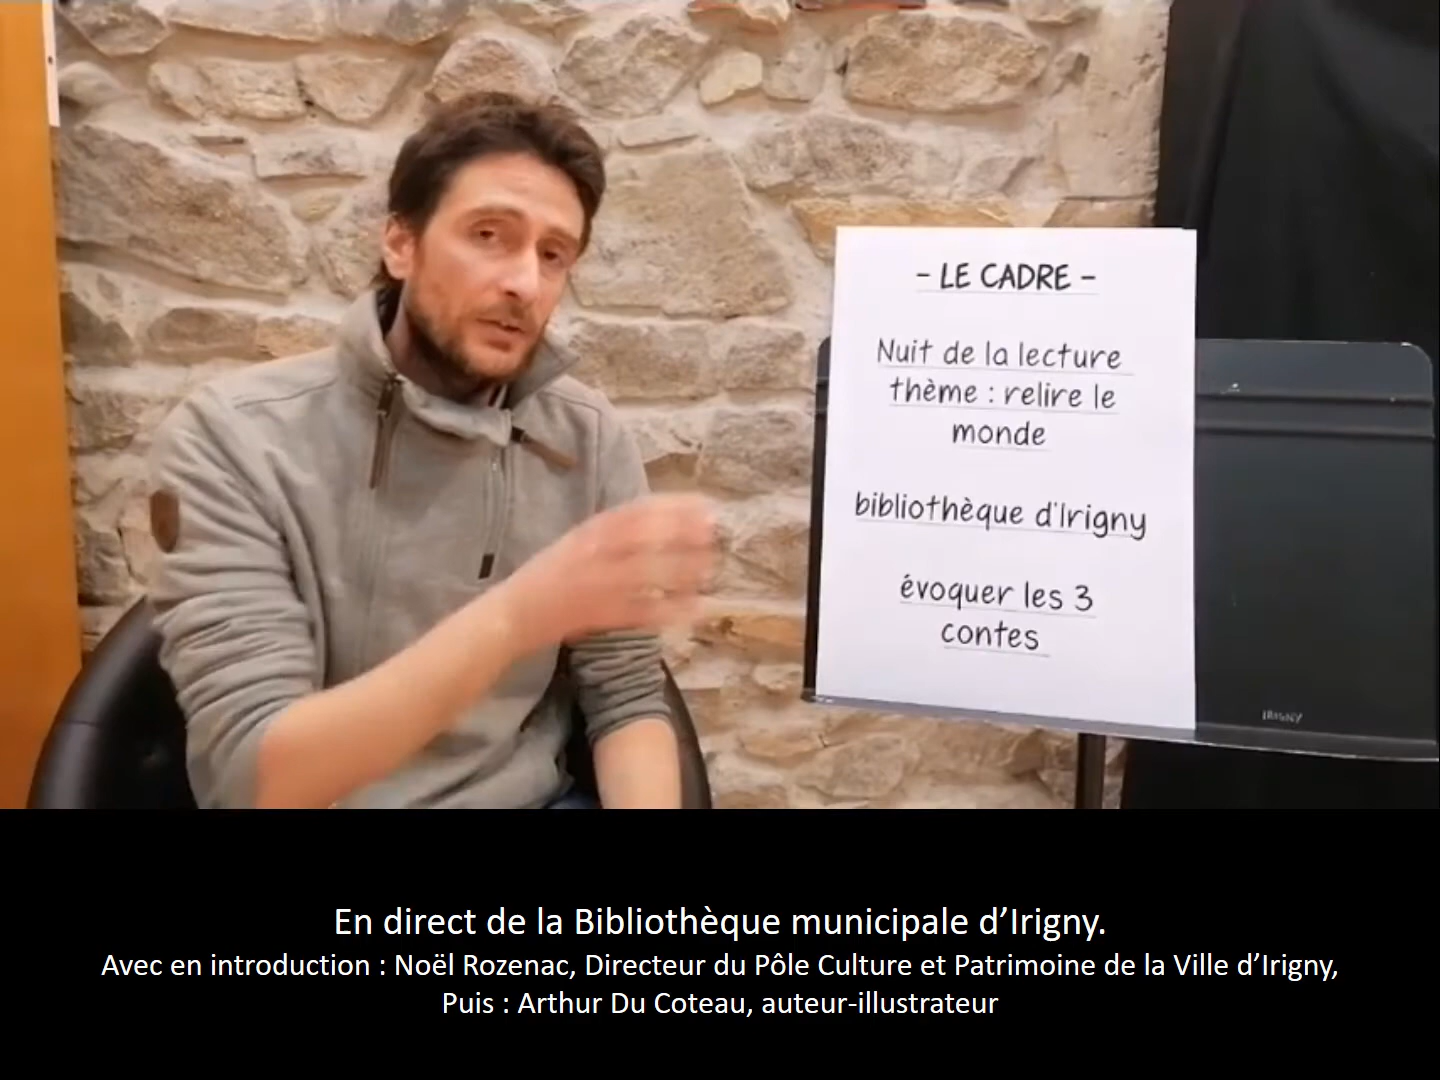 - LE CADRE -
Nuit de la lecture
thème : relire le
monde
bibliothèque d'Irigny
évoquer les 3
contes
IRIGNY
En direct de la Bibliothèque municipale d’Irigny.
Avec en introduction : Noël Rozenac, Directeur du Pôle Culture et Patrimoine de la Ville d’Irigny,
Puis : Arthur Du Coteau, auteur-illustrateur